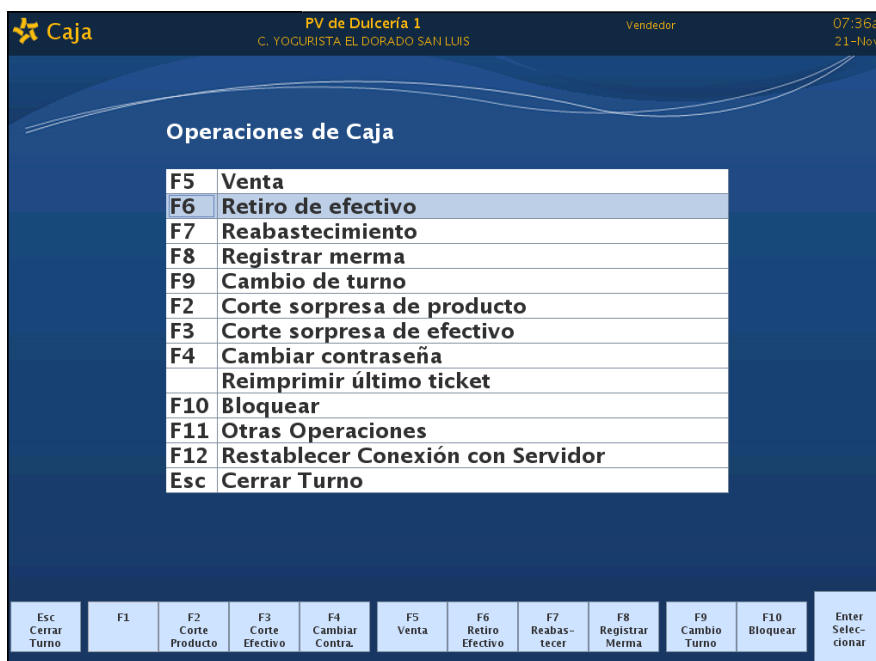 Caja
PV de Dulcería 1
C. YOGURISTA EL DORADO SAN LUIS
Vendedor
07:36a
21-Nov
Operaciones de Caja
F5 Venta
F6 Retiro de efectivo
F7 Reabastecimiento
F8 Registrar merma
F9 Cambio de turno
F2 Corte sorpresa de producto
F3 Corte sorpresa de efectivo
F4 Cambiar contraseña
Reimprimir último ticket
F10 Bloquear
F11 Otras Operaciones
F12 Restablecer Conexión con Servidor
Esc Cerrar Turno
Esc
Cerrar
Turno
F1
F2
Corte
Producto
F3
Corte
Efectivo
F4
Cambiar
Contra.
F5
Venta
F6
Retiro
Efectivo
F7
Reabas-
tecer
F8
Registrar
Merma
F9
Cambio
Turno
F10
Bloquear
Enter
Selec-
cionar